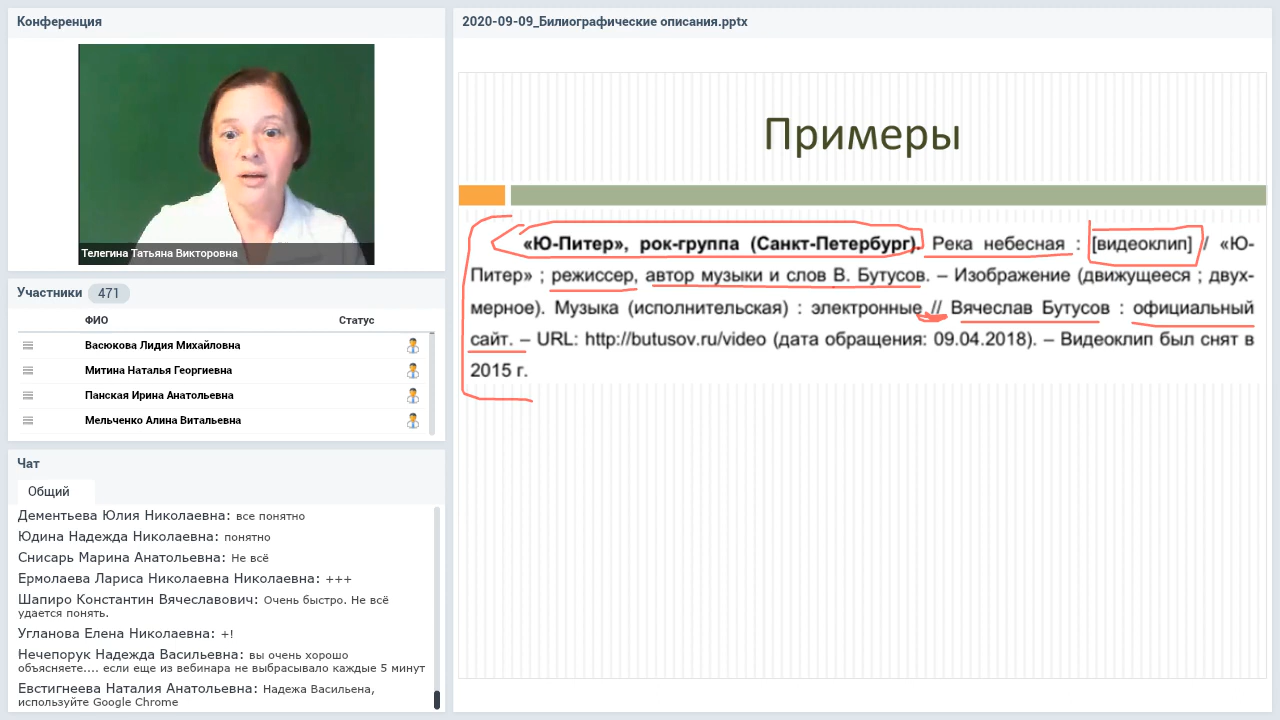 Конференция
Телегина Татьяна Викторовна
Участники 471
ФИО Статус
Васюкова Лидия Михайловна
Митина Наталья Георгиевна
Панская Ирина Анатольевна
Мельченко Алина Витальевна
Чат
Общий
Дементьева Юлия Николаевна: все понятно
Юдина Надежда Николаевна: понятно
Снисарь Марина Анатольевна: Не всё
Ермолаева Лариса Николаевна Николаевна: +++
Шапиро Константин Вячеславович: Очень быстро. Не всё
удается понять.
Угланова Елена Николаевна: +!
Нечепорук Надежда Васильевна: вы очень хорошо
объясняете.... если еще из вебинара не выбрасывало каждые 5 минут
Евстигнеева Наталия Анатольевна: Надежа Васильена,
используйте Google Chrome
2020-09-09_Билиографические описания.pptx
Примеры
«Ю-Питер», рок-группа (Санкт-Петербург). Река небесная : [видеоклип] / «Ю-
Питер» ; режиссер, автор музыки и слов В. Бутусов. – Изображение (движущееся ; двух-
мерное). Музыка (исполнительская) : электронные // Вячеслав Бутусов : официальный
сайт. – URL: http://butusov.ru/video (дата обращения: 09.04.2018). – Видеоклип был снят в
2015 г.